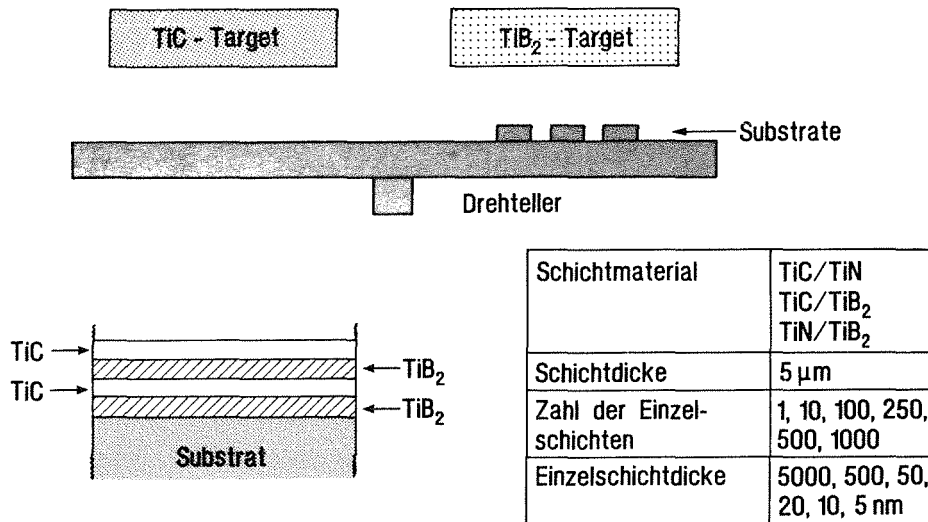 TiC - Target
TiB₂ - Target
Substrate
Drehteller
TiC
TiB₂
TiC
TiB₂
Substrat
Schichtmaterial
TiC/TiN
TiC/TiB₂
TiN/TiB₂
Schichtdicke
5 µm
Zahl der Einzel-
schichten
1, 10, 100, 250,
500, 1000
Einzelschichtdicke
5000, 500, 50,
20, 10, 5 nm